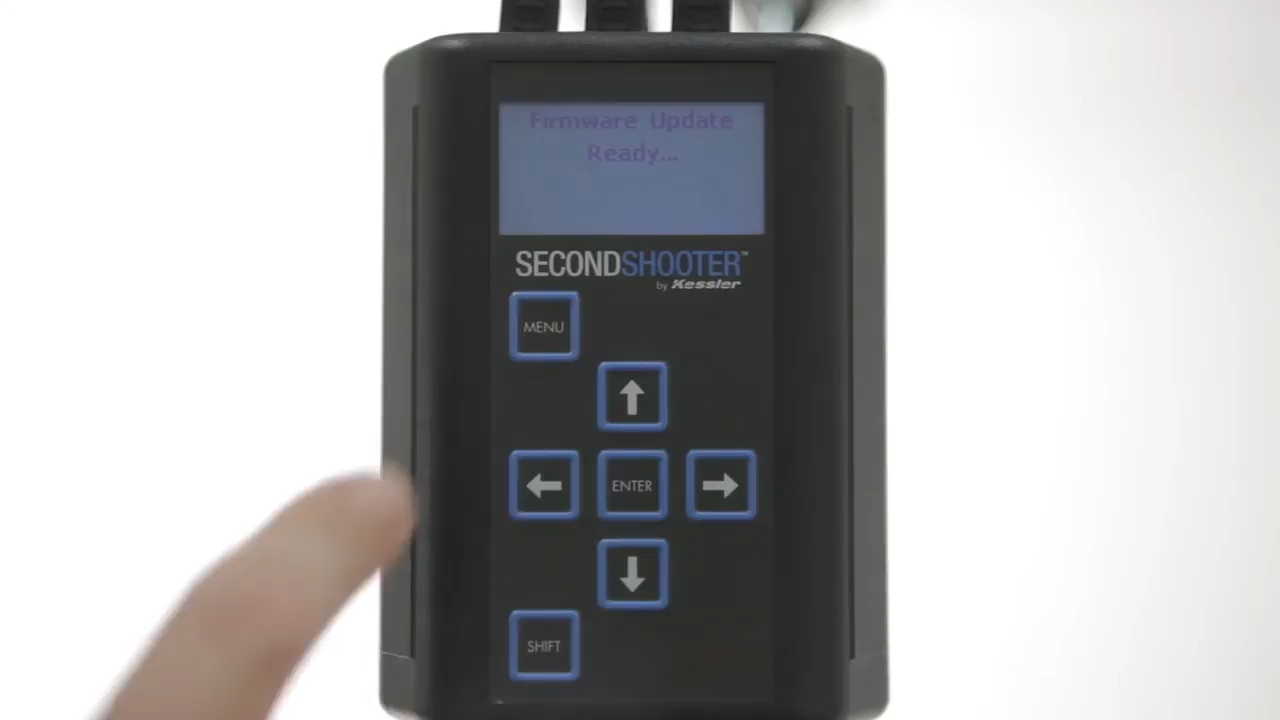 Firmware Update
Ready...
SECONDSHOOTER™
by Kessler
MENU
ENTER
SHIFT